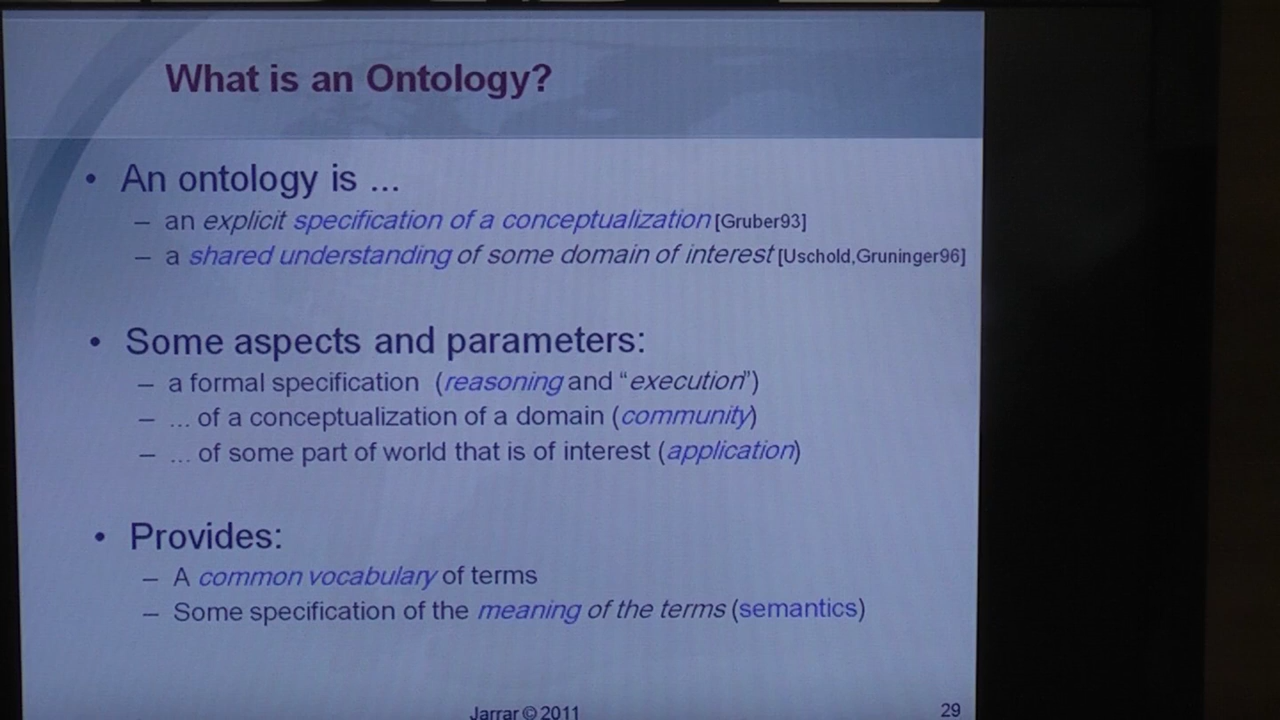 What is an Ontology?
• An ontology is ...
– an explicit specification of a conceptualization [Gruber93]
– a shared understanding of some domain of interest [Uschold,Gruninger96]
• Some aspects and parameters:
– a formal specification (reasoning and “execution”)
– ... of a conceptualization of a domain (community)
– ... of some part of world that is of interest (application)
• Provides:
– A common vocabulary of terms
– Some specification of the meaning of the terms (semantics)
Jarrar © 2011
29